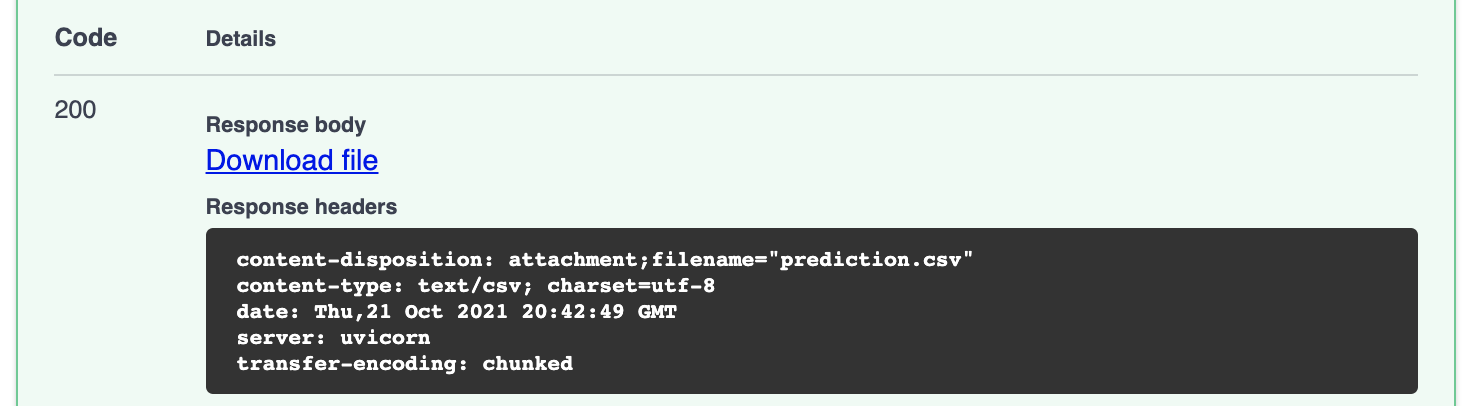 Code Details
200
Response body
Download file
Response headers
content-disposition: attachment;filename="prediction.csv"
content-type: text/csv; charset=utf-8
date: Thu,21 Oct 2021 20:42:49 GMT
server: uvicorn
transfer-encoding: chunked